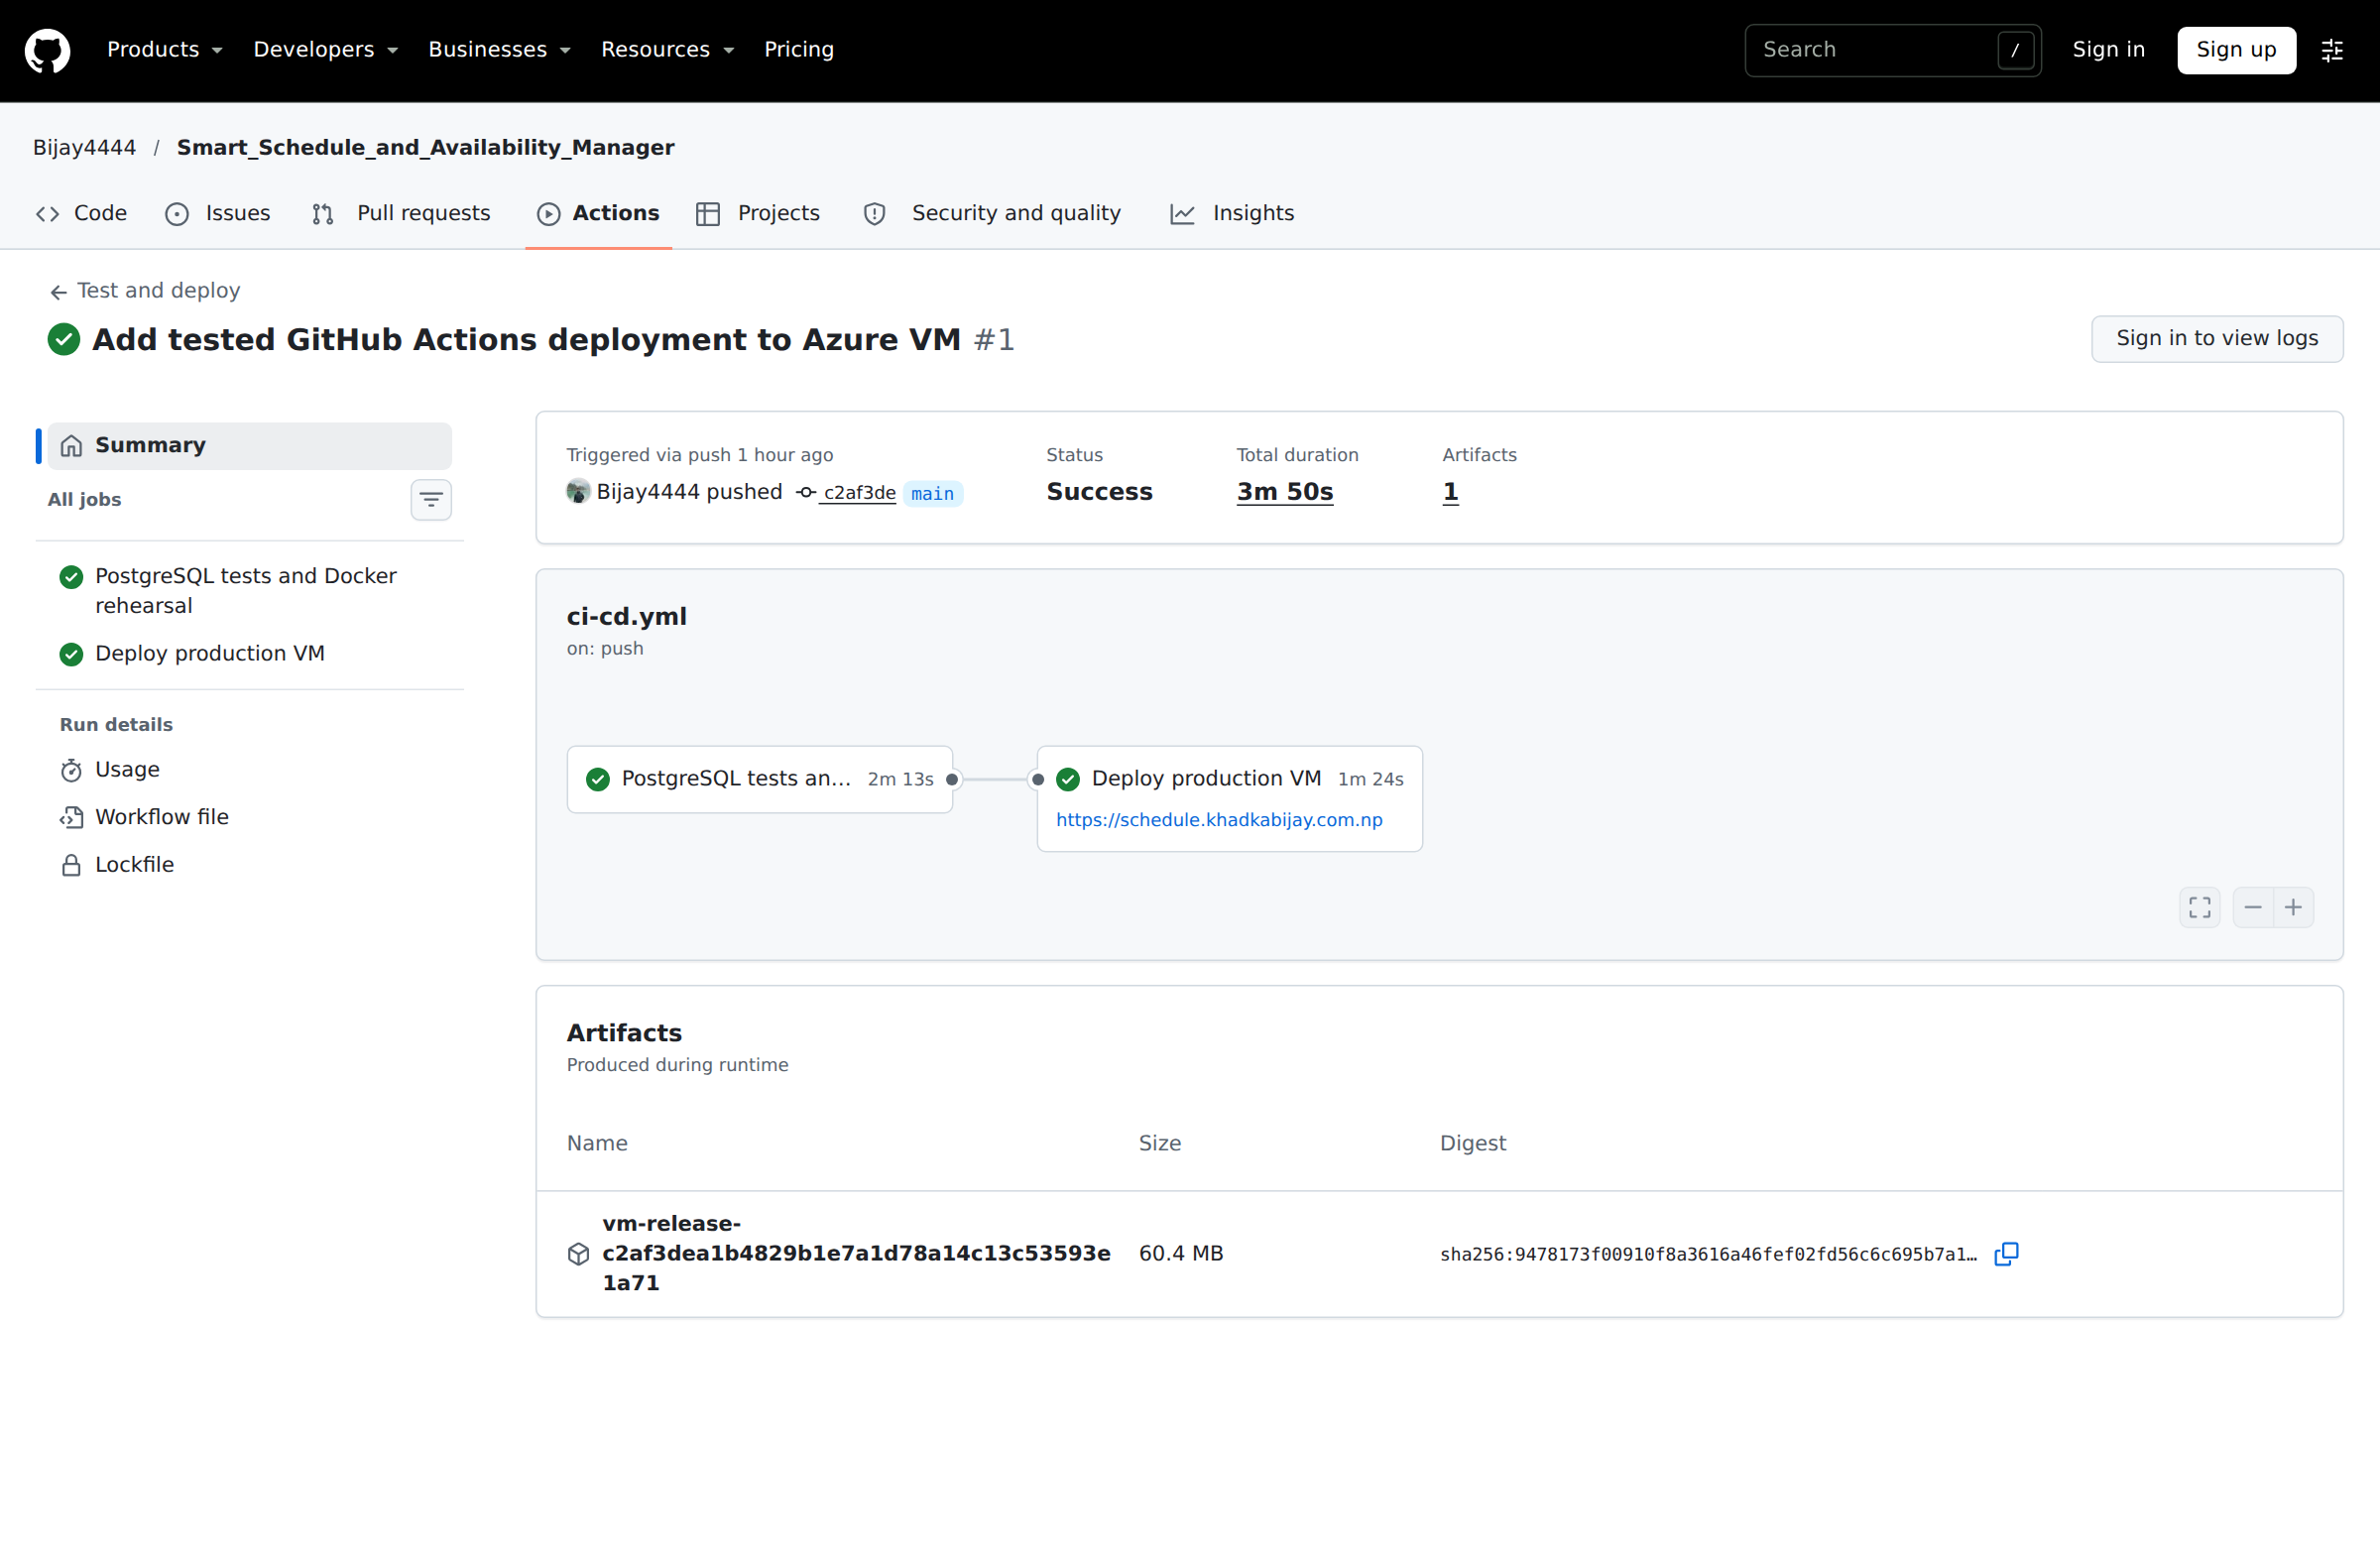 Products Developers Businesses Resources Pricing Search / Sign in Sign up
Bijay4444 / Smart_Schedule_and_Availability_Manager
Code Issues Pull requests Actions Projects Security and quality Insights
Test and deploy
Add tested GitHub Actions deployment to Azure VM #1
Sign in to view logs
Summary
All jobs
PostgreSQL tests and Docker
rehearsal
Deploy production VM
Run details
Usage
Workflow file
Lockfile
Triggered via push 1 hour ago
Bijay4444 pushed c2af3de main
Status
Success
Total duration
3m 50s
Artifacts
1
ci-cd.yml
on: push
PostgreSQL tests an... 2m 13s
Deploy production VM 1m 24s
https://schedule.khadkabijay.com.np
Artifacts
Produced during runtime
Name Size Digest
vm-release-
c2af3dea1b4829b1e7a1d78a14c13c53593e
1a71
60.4 MB
sha256:9478173f00910f8a3616a46fef02fd56c6c695b7a1…